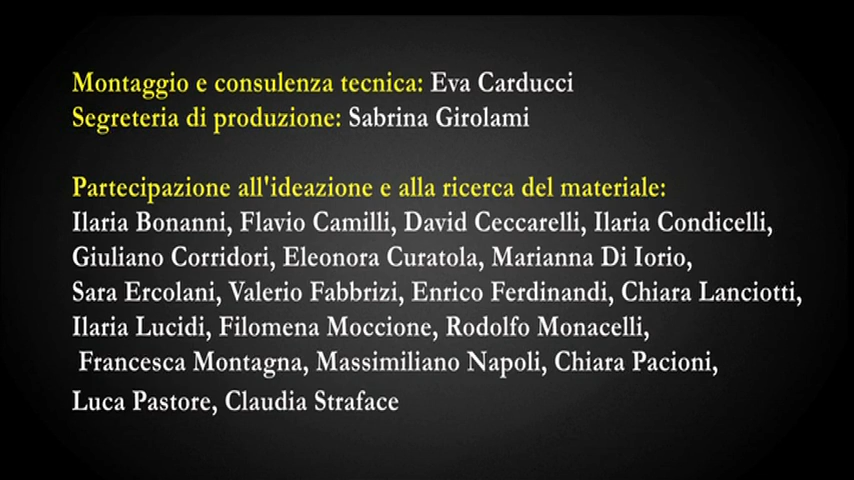 Montaggio e consulenza tecnica: Eva Carducci
Segreteria di produzione: Sabrina Girolami
Partecipazione all'ideazione e alla ricerca del materiale:
Ilaria Bonanni, Flavio Camilli, David Ceccarelli, Ilaria Condicelli,
Giuliano Corridori, Eleonora Curatola, Marianna Di Iorio,
Sara Ercolani, Valerio Fabbrizi, Enrico Ferdinandi, Chiara Lanciotti,
Ilaria Lucidi, Filomena Moccione, Rodolfo Monacelli,
Francesca Montagna, Massimiliano Napoli, Chiara Pacioni,
Luca Pastore, Claudia Straface